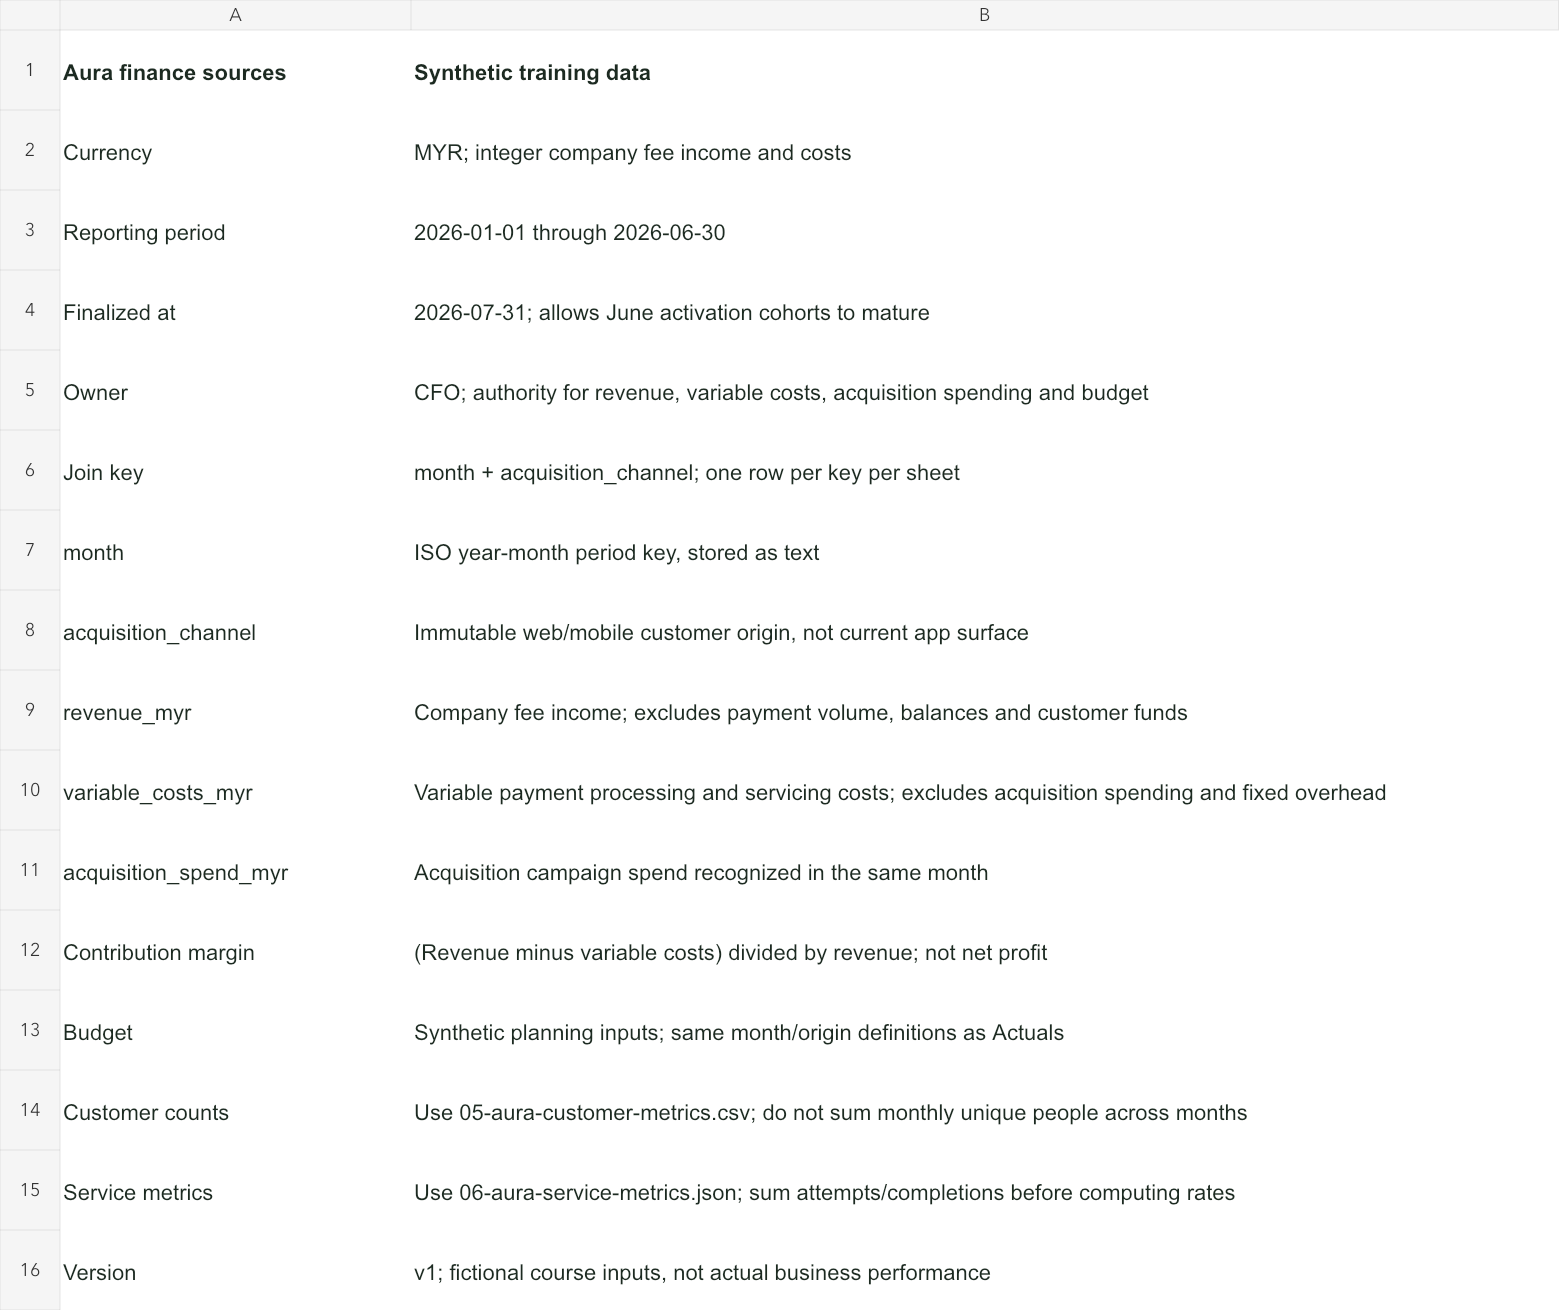 A B
1 Aura finance sources Synthetic training data
2 Currency MYR; integer company fee income and costs
3 Reporting period 2026-01-01 through 2026-06-30
4 Finalized at 2026-07-31; allows June activation cohorts to mature
5 Owner CFO; authority for revenue, variable costs, acquisition spending and budget
6 Join key month + acquisition_channel; one row per key per sheet
7 month ISO year-month period key, stored as text
8 acquisition_channel Immutable web/mobile customer origin, not current app surface
9 revenue_myr Company fee income; excludes payment volume, balances and customer funds
10 variable_costs_myr Variable payment processing and servicing costs; excludes acquisition spending and fixed overhead
11 acquisition_spend_myr Acquisition campaign spend recognized in the same month
12 Contribution margin (Revenue minus variable costs) divided by revenue; not net profit
13 Budget Synthetic planning inputs; same month/origin definitions as Actuals
14 Customer counts Use 05-aura-customer-metrics.csv; do not sum monthly unique people across months
15 Service metrics Use 06-aura-service-metrics.json; sum attempts/completions before computing rates
16 Version v1; fictional course inputs, not actual business performance